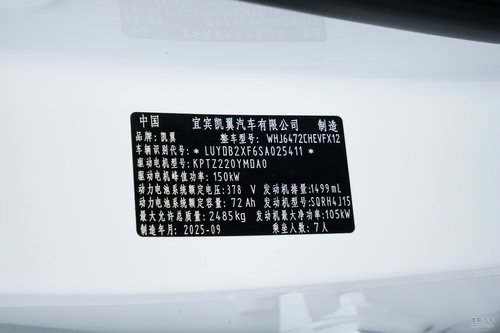 中国 宜宾凯翼汽车有限公司 制造
品牌:凯翼 整车型号:WHJ6472CHEVFX12
车辆识别代号:*LUYDB2XF6SA025411*
驱动电机型号:KPTZ220YMDA0
驱动电机峰值功率:150kW
动力电池系统额定电压:378 V 发动机排量:1499mL
动力电池系统额定容量:72Ah 发动机型号:SQRH4J15
最大允许总质量:2485kg 发动机最大净功率:105kW
制造年月:2025-09 乘坐人数:7人